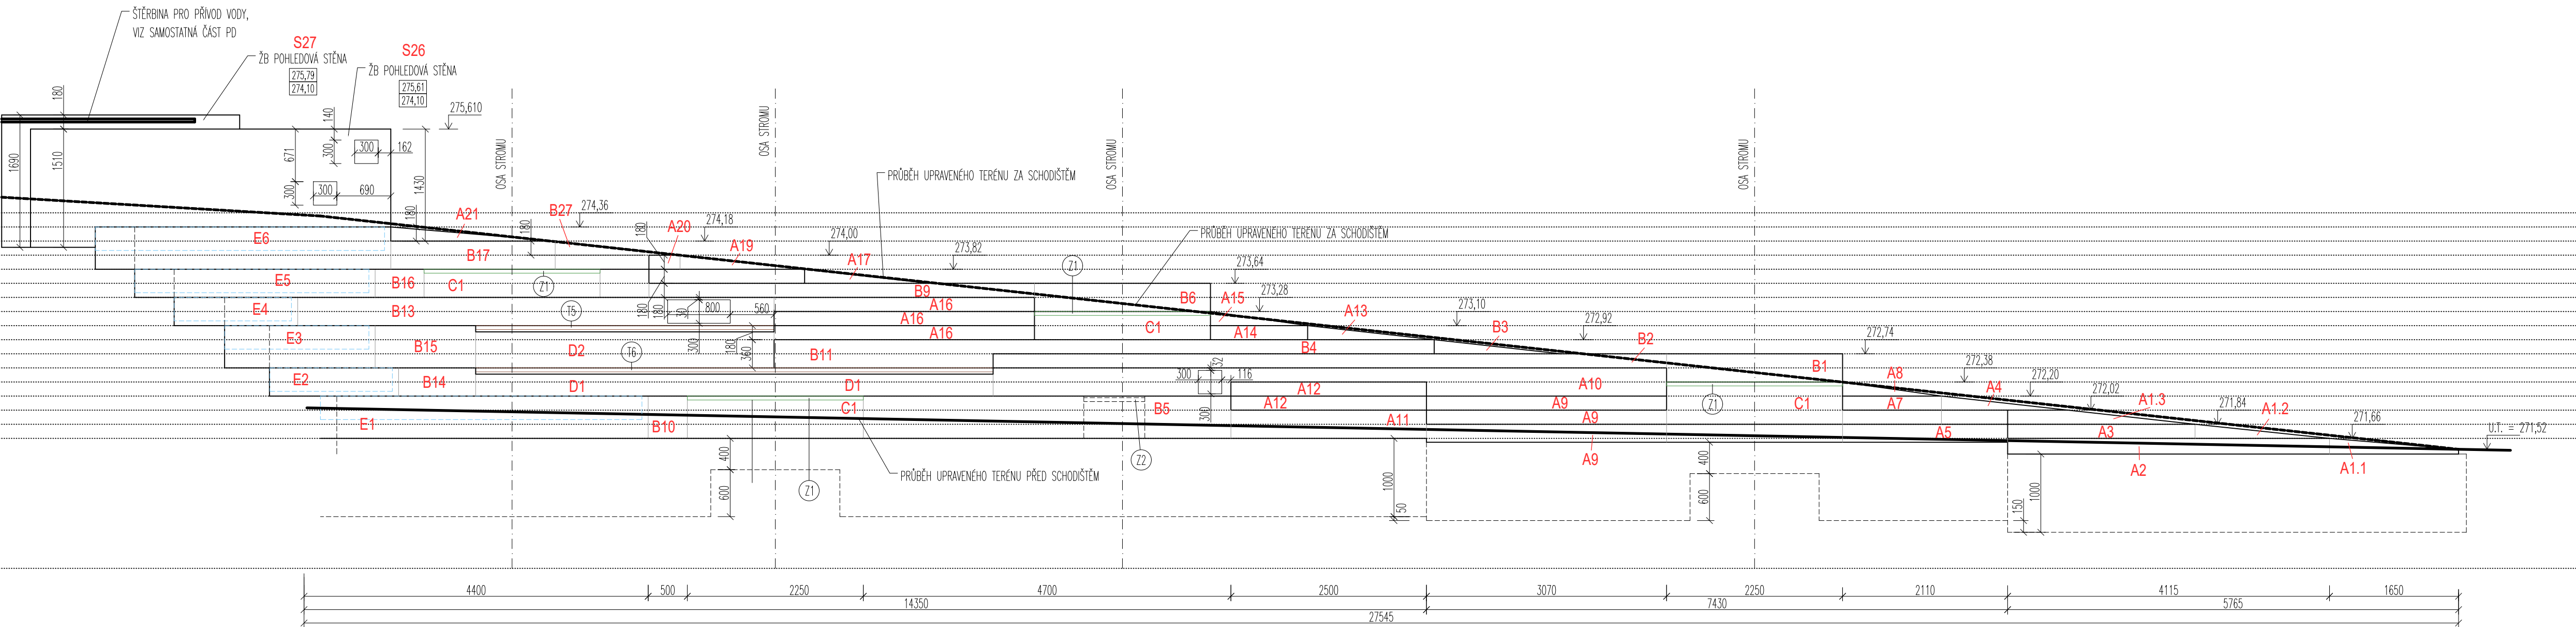 ŠTĚRBINA PRO PŘÍVOD VODY,
VIZ SAMOSTATNÁ ČÁST PD
S27
ŽB POHLEDOVÁ STĚNA
275,79
274,10
S26
ŽB POHLEDOVÁ STĚNA
275,61
274,10
275,610
180
1690
1510
671
300
140
300
300
162
300
690
1430
180
OSA STROMU
OSA STROMU
OSA STROMU
OSA STROMU
PRŮBĚH UPRAVENÉHO TERÉNU ZA SCHODIŠTĚM
PRŮBĚH UPRAVENÉHO TERÉNU ZA SCHODIŠTĚM
A21
B27
274,36
180
180
A20
274,18
A19
274,00
A17
273,82
Z1
273,64
E6
B17
E5
B16
C1
Z1
B9
B6
A15
273,28
A13
273,10
B3
272,92
B2
272,74
E4
B13
T5
180
180
30
800
560
A16
A16
A16
C1
A14
E3
B15
D2
T6
300
180
360
B11
B4
B1
A8
272,38
A4
272,20
272,02
A1.3
271,84
A1.2
271,66
U.T. = 271,52
E2
B14
D1
D1
300
352
116
300
A12
A12
A10
A9
A9
Z1
C1
A7
E1
B10
C1
B5
A11
A5
A3
A9
A2
A1.1
Z2
Z1
PRŮBĚH UPRAVENÉHO TERÉNU PŘED SCHODIŠTĚM
400
600
1000
50
400
600
150
1000
4400
500
2250
4700
2500
3070
2250
2110
4115
1650
14350
7430
5765
27545